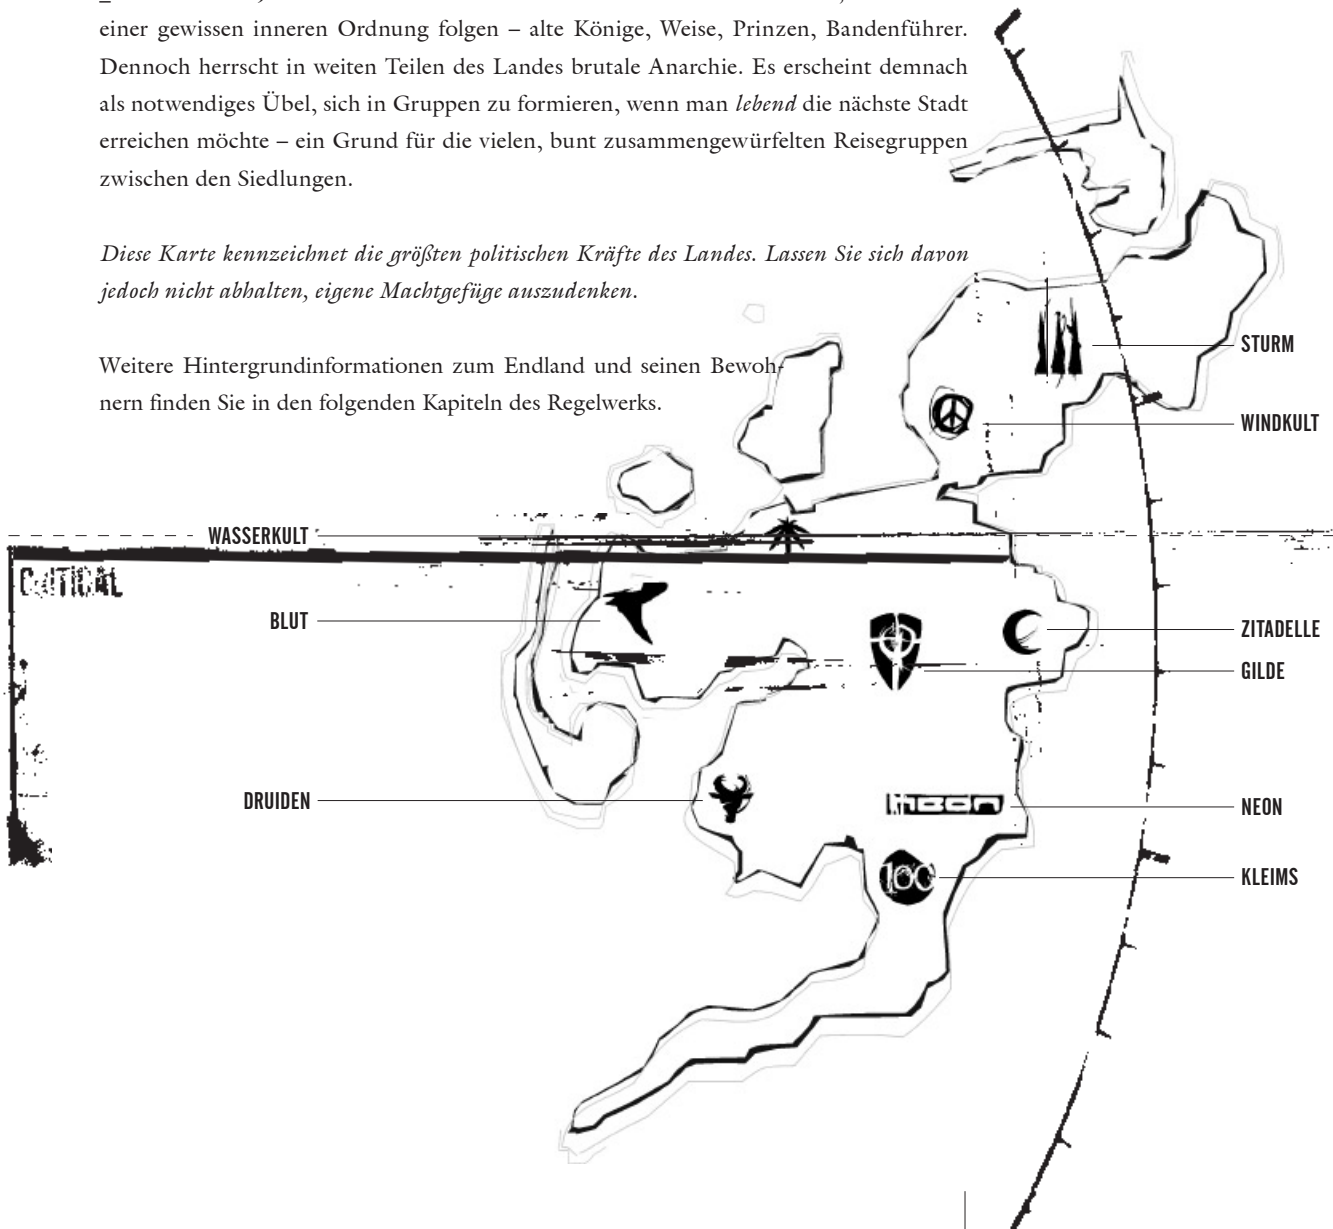 einer gewissen inneren Ordnung folgen – alte Könige, Weise, Prinzen, Bandenführer.
Dennoch herrscht in weiten Teilen des Landes brutale Anarchie. Es erscheint demnach
als notwendiges Übel, sich in Gruppen zu formieren, wenn man lebend die nächste Stadt
erreichen möchte – ein Grund für die vielen, bunt zusammengewürfelten Reisegruppen
zwischen den Siedlungen.
Diese Karte kennzeichnet die größten politischen Kräfte des Landes. Lassen Sie sich davon
jedoch nicht abhalten, eigene Machtgefüge auszudenken.
Weitere Hintergrundinformationen zum Endland und seinen Bewoh-
nern finden Sie in den folgenden Kapiteln des Regelwerks.
STURM
WINDKULT
WASSERKULT
CRITICAL
BLUT
ZITADELLE
GILDE
DRUIDEN
neon
NEON
100
KLEIMS